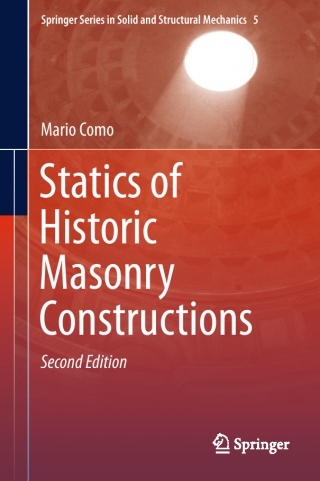 Springer Series in Solid and Structural Mechanics 5
Mario Como
Statics of
Historic
Masonry
Constructions
Second Edition
Springer